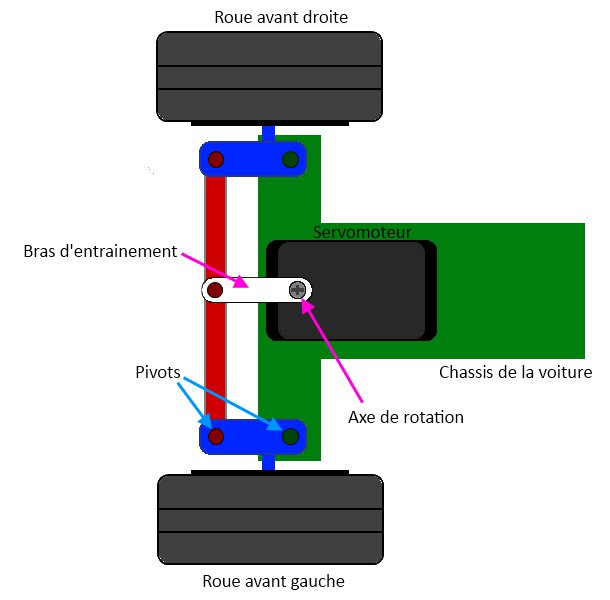 Roue avant droite
Servomoteur
Bras d'entrainement
Pivots
Chassis de la voiture
Axe de rotation
Roue avant gauche